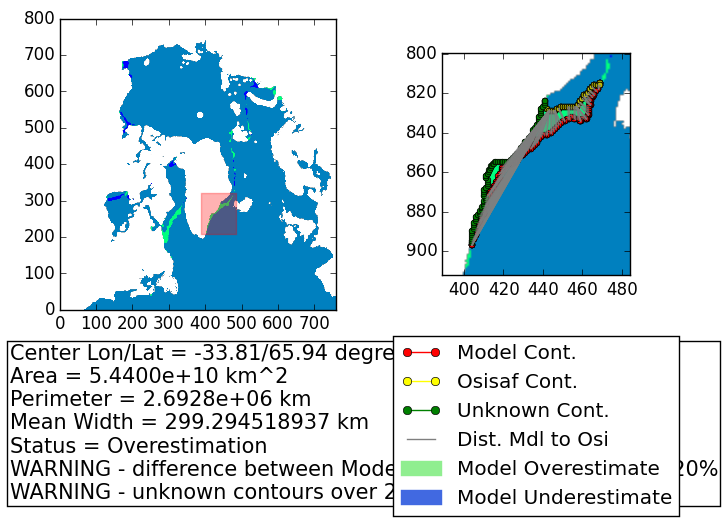 800
700
600
500
400
300
200
100
0
0 100 200 300 400 500 600 700
800
820
840
860
880
900
400 420 440 460 480
Center Lon/Lat = -33.81/65.94 degre
Area = 5.4400e+10 km^2
Perimeter = 2.6928e+06 km
Mean Width = 299.294518937 km
Status = Overestimation
WARNING - difference between Mode 20%
WARNING - unknown contours over 2
Model Cont.
Osisaf Cont.
Unknown Cont.
Dist. Mdl to Osi
Model Overestimate
Model Underestimate